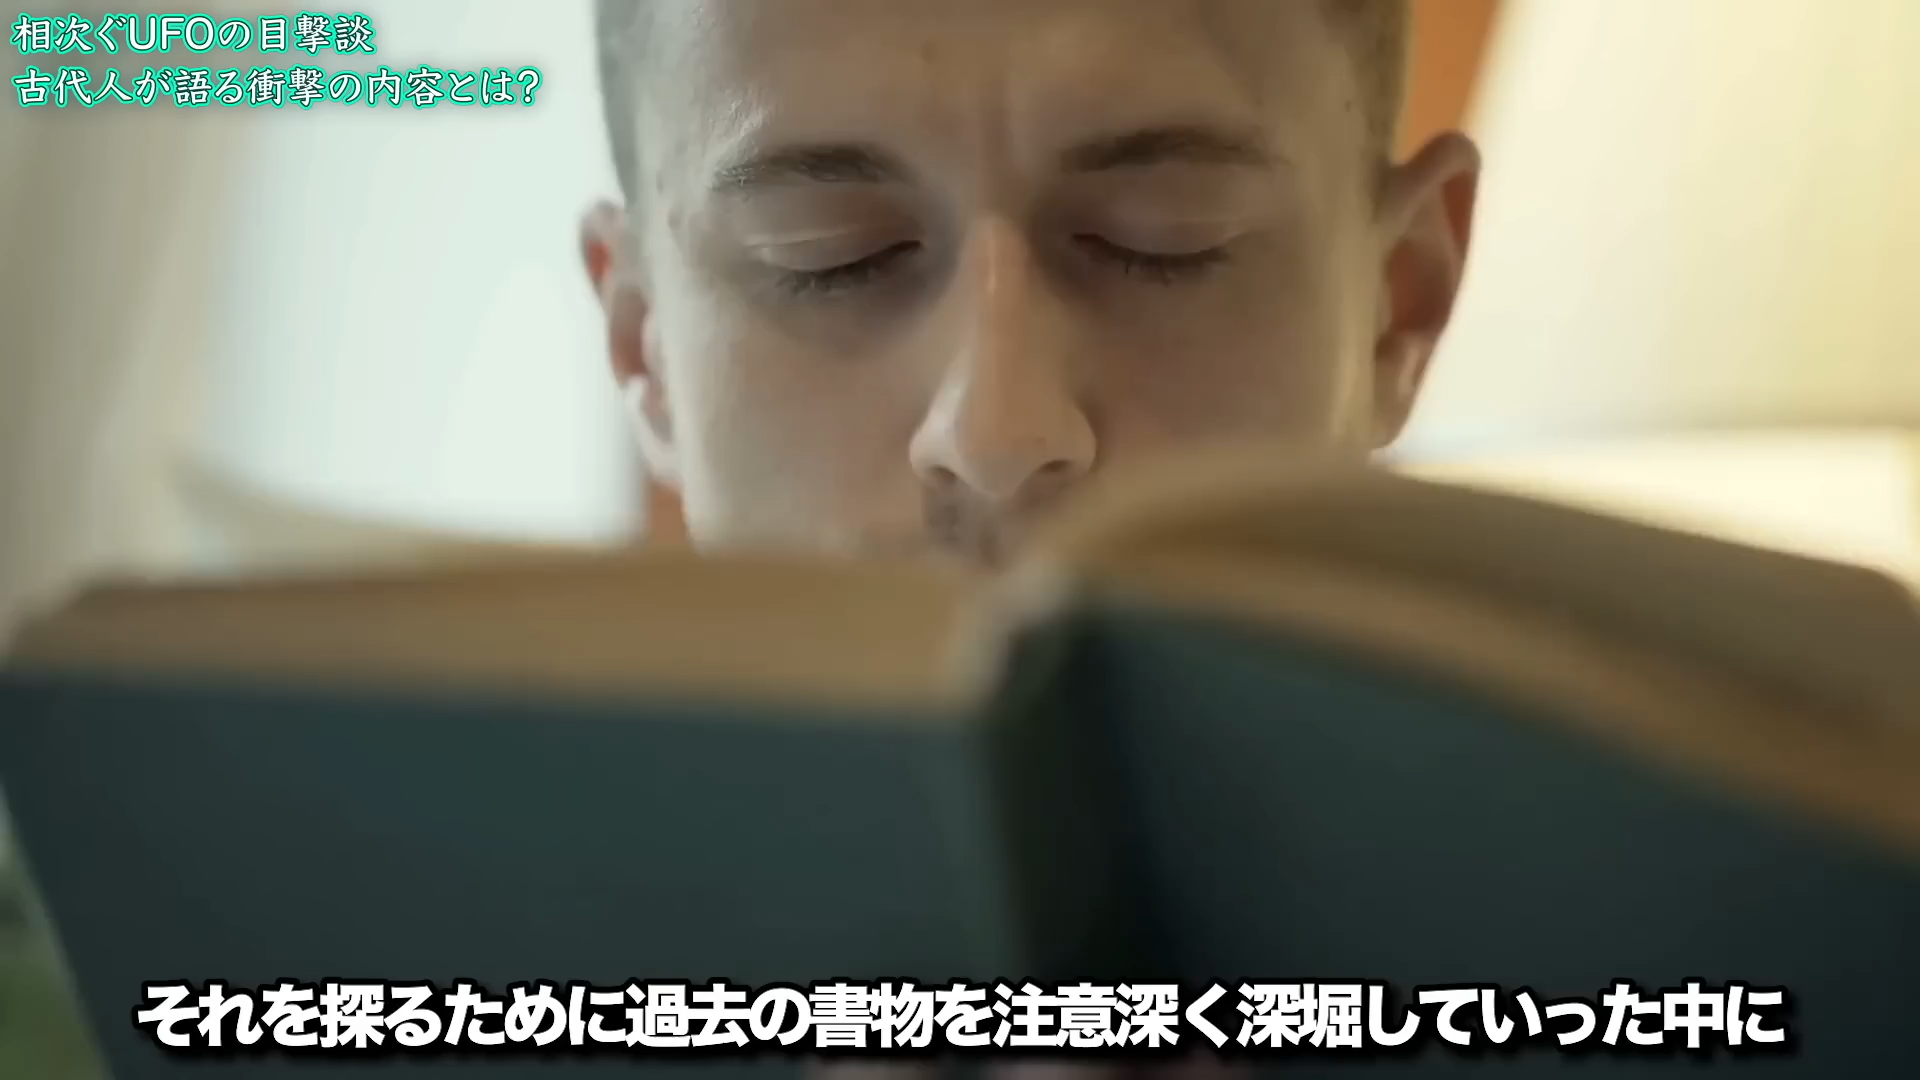 相次ぐUFOの目撃談
古代人が語る衝撃の内容とは?
それを探るために過去の書物を注意深く深堀していった中に